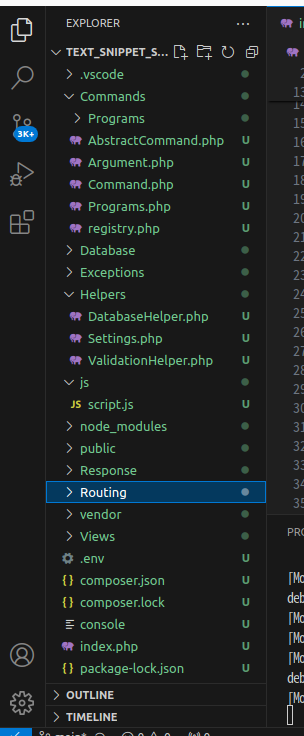 EXPLORER
TEXT_SNIPPET_S...
.vscode
Commands
Programs
AbstractCommand.php U
Argument.php U
Command.php U
Programs.php U
registry.php U
Database
Exceptions
Helpers
DatabaseHelper.php U
Settings.php U
ValidationHelper.php U
js
JS script.js U
node_modules
public
Response
Routing
vendor
Views
.env U
{} composer.json U
{} composer.lock U
console U
index.php U
{} package-lock.json U
OUTLINE
TIMELINE
3K+
13
14
15
16
17
18
19
20
21
22
23
24
25
26
27
28
29
30
31
32
33
34
35
PRO
[Mo
deb
[Mo
[Mo
[Mo
deb
[Mo